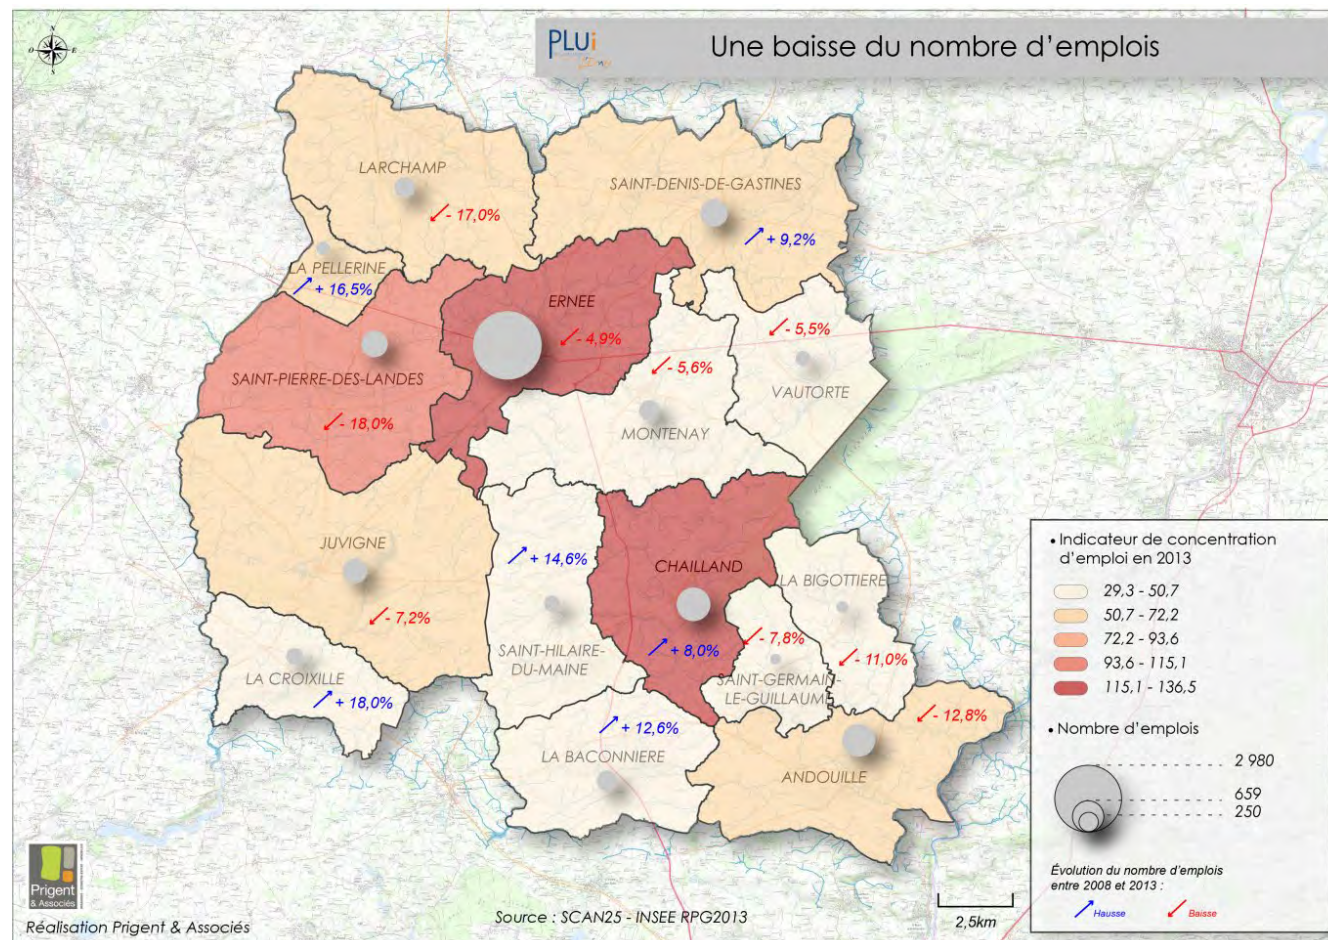 N
O
E
S
PLUi
Une baisse du nombre d'emplois
LARCHAMP
- 17,0%
SAINT-DENIS-DE-GASTINES
+ 9,2%
LA PELLERINE
+ 16,5%
ERNEE
- 4,9%
- 5,5%
VAUTORTE
- 5,6%
MONTENAY
SAINT-PIERRE-DES-LANDES
- 18,0%
JUVIGNE
- 7,2%
+ 14,6%
SAINT-HILAIRE-
DU-MAINE
CHAILLAND
+ 8,0%
LA BIGOTTIERE
- 11,0%
- 7,8%
SAINT-GERMAIN-
LE-GUILLAUME
LA CROIXILLE
+ 18,0%
+ 12,6%
LA BACONNIERE
- 12,8%
ANDOUILLE
• Indicateur de concentration
d'emploi en 2013
29,3 - 50,7
50,7 - 72,2
72,2 - 93,6
93,6 - 115,1
115,1 - 136,5
• Nombre d'emplois
2 980
659
250
Évolution du nombre d'emplois
entre 2008 et 2013 :
Hausse
Baisse
Prigent
& Associés
Réalisation Prigent & Associés
Source : SCAN25 - INSEE RPG2013
2,5km